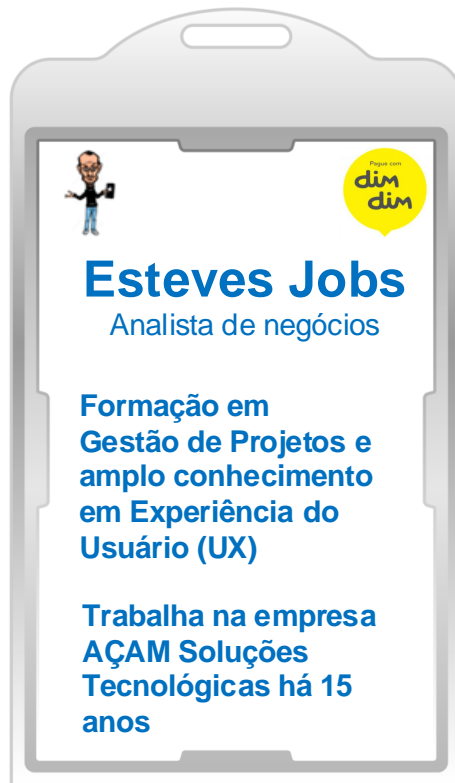 Pague com
dim
dim
Esteves Jobs
Analista de negócios
Formação em
Gestão de Projetos e
amplo conhecimento
em Experiência do
Usuário (UX)
Trabalha na empresa
AÇAM Soluções
Tecnológicas há 15
anos